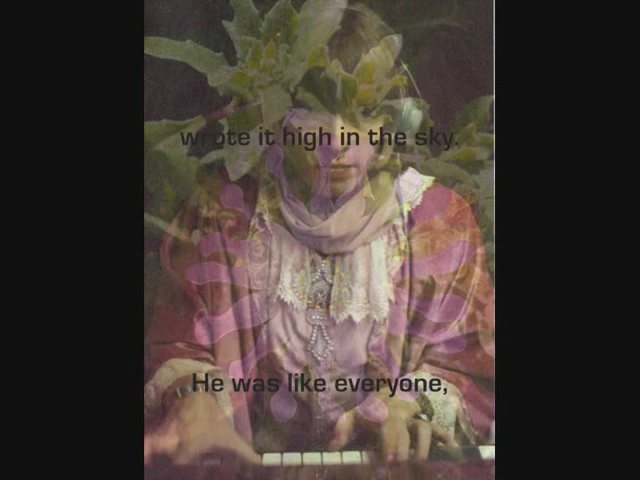 wrote it high in the sky.
He was like everyone,